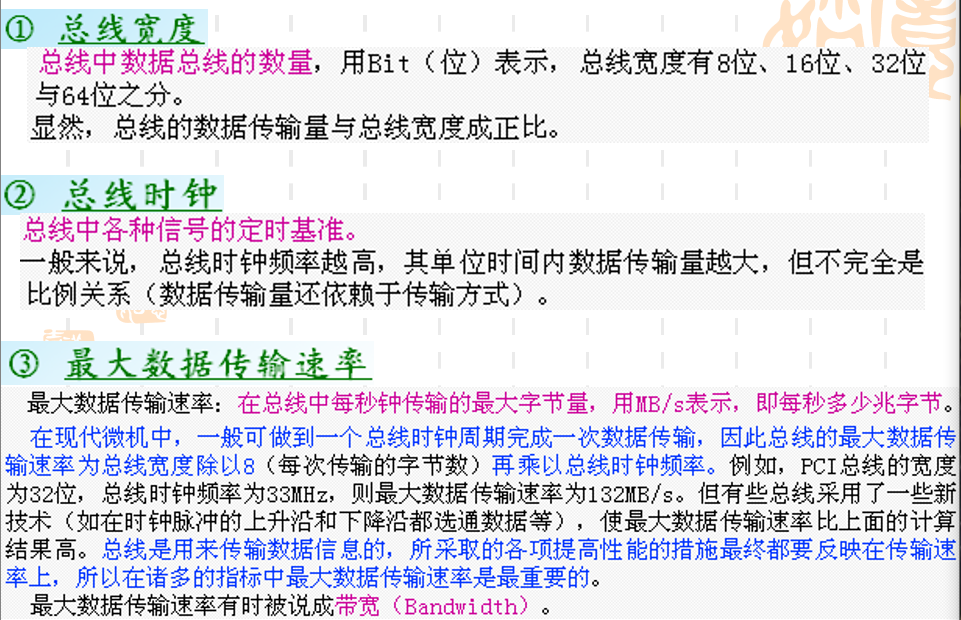 ① 总线宽度
总线中数据总线的数量，用Bit（位）表示，总线宽度有8位、16位、32位
与64位之分。
显然，总线的数据传输量与总线宽度成正比。
② 总线时钟
总线中各种信号的定时基准。
一般来说，总线时钟频率越高，其单位时间内数据传输量越大，但不完全是
比例关系（数据传输量还依赖于传输方式）。
③ 最大数据传输速率
最大数据传输速率：在总线中每秒钟传输的最大字节量，用MB/s表示，即每秒多少兆字节。
在现代微机中，一般可做到一个总线时钟周期完成一次数据传输，因此总线的最大数据传
输速率为总线宽度除以8（每次传输的字节数）再乘以总线时钟频率。例如，PCI总线的宽度
为32位，总线时钟频率为33MHz，则最大数据传输速率为132MB/s。但有些总线采用了一些新
技术（如在时钟脉冲的上升沿和下降沿都选通数据等），使最大数据传输速率比上面的计算
结果高。总线是用来传输数据信息的，所采取的各项提高性能的措施最终都要反映在传输速
率上，所以在诸多的指标中最大数据传输速率是最重要的。
最大数据传输速率有时被说成带宽（Bandwidth）。